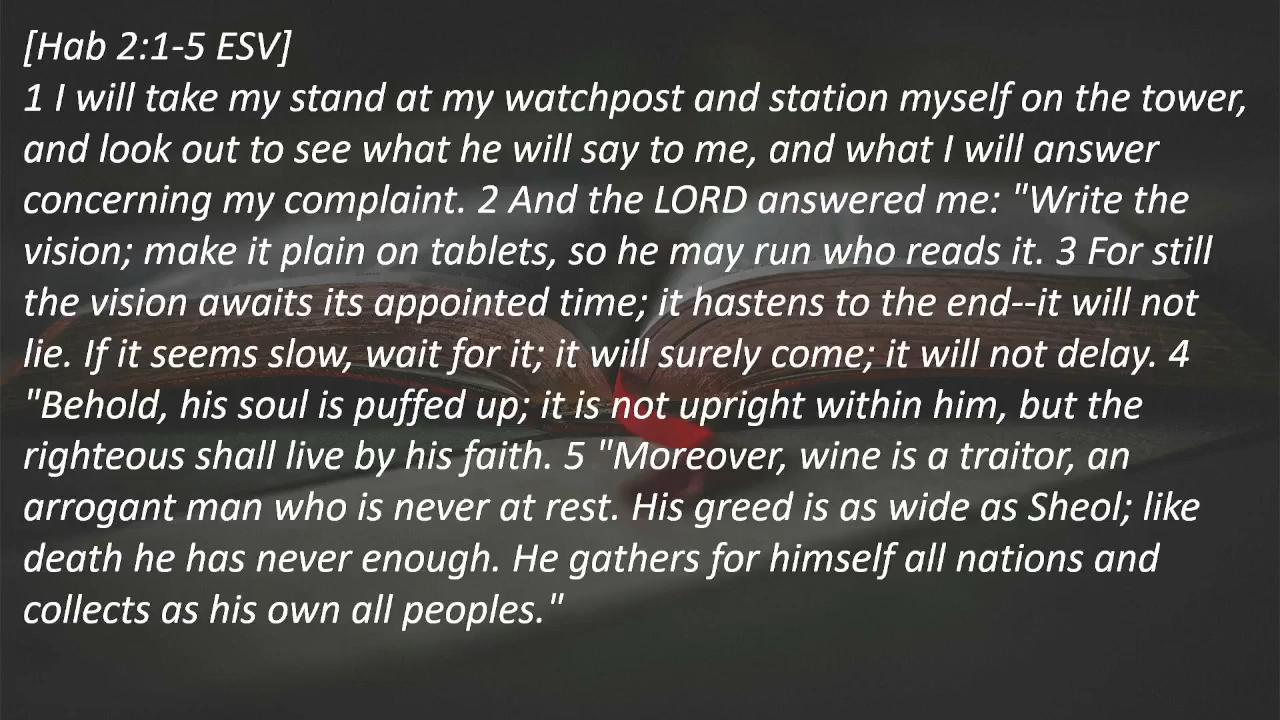 [Hab 2:1-5 ESV]
1 I will take my stand at my watchpost and station myself on the tower,
and look out to see what he will say to me, and what I will answer
concerning my complaint. 2 And the LORD answered me: "Write the
vision; make it plain on tablets, so he may run who reads it. 3 For still
the vision awaits its appointed time; it hastens to the end--it will not
lie. If it seems slow, wait for it; it will surely come; it will not delay. 4
"Behold, his soul is puffed up; it is not upright within him, but the
righteous shall live by his faith. 5 "Moreover, wine is a traitor, an
arrogant man who is never at rest. His greed is as wide as Sheol; like
death he has never enough. He gathers for himself all nations and
collects as his own all peoples."